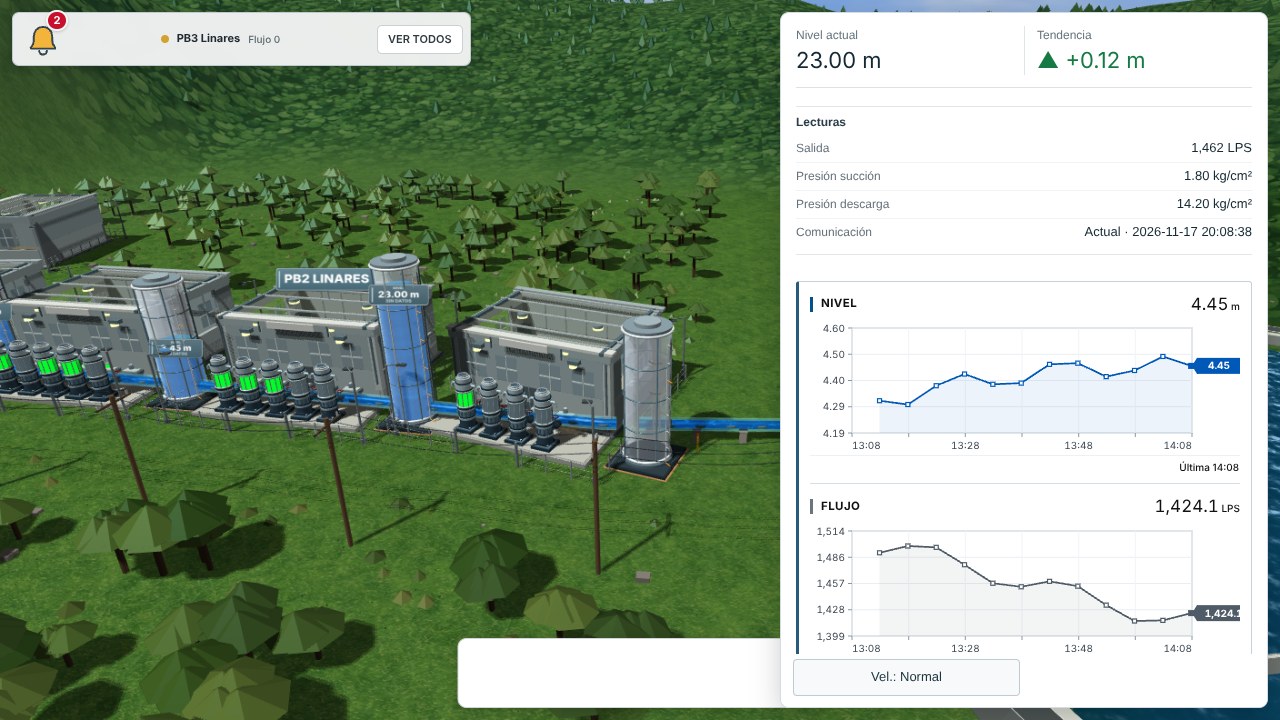 2
PB3 Linares Flujo 0
VER TODOS
PB2 LINARES
23.00 m
45 m
Nivel actual
23.00 m
Tendencia
+0.12 m
Lecturas
Salida 1,462 LPS
Presión succión 1.80 kg/cm²
Presión descarga 14.20 kg/cm²
Comunicación Actual · 2026-11-17 20:08:38
NIVEL 4.45 m
4.60
4.50
4.40
4.29
4.19
4.45
13:08 13:28 13:48 14:08
Última 14:08
FLUJO 1,424.1 LPS
1,514
1,486
1,457
1,428
1,399
1,424.1
13:08 13:28 13:48 14:08
Vel.: Normal